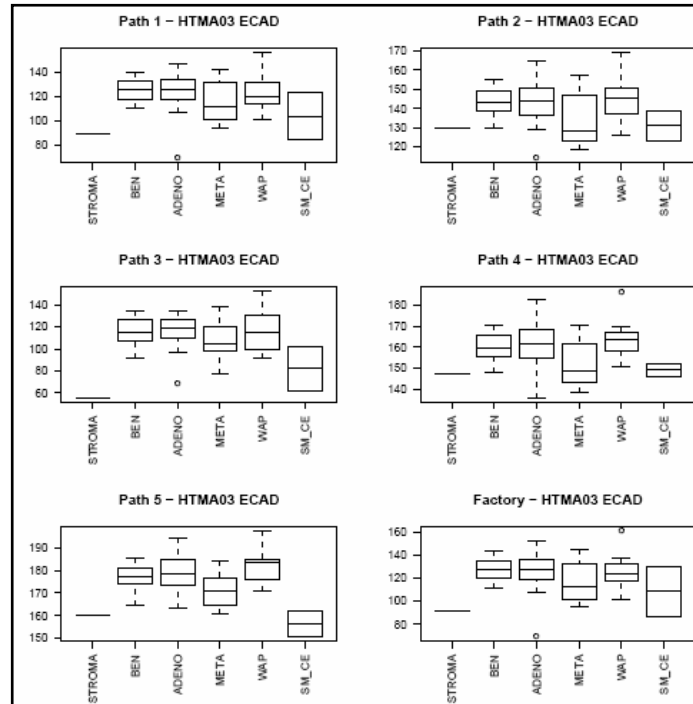 Path 1 − HTMA03 ECAD
140
120
100
80
STROMA
BEN
ADENO
META
WAP
SM_CE
Path 2 − HTMA03 ECAD
170
160
150
140
130
120
STROMA
BEN
ADENO
META
WAP
SM_CE
Path 3 − HTMA03 ECAD
140
120
100
80
60
STROMA
BEN
ADENO
META
WAP
SM_CE
Path 4 − HTMA03 ECAD
180
170
160
150
140
STROMA
BEN
ADENO
META
WAP
SM_CE
Path 5 − HTMA03 ECAD
190
180
170
160
150
STROMA
BEN
ADENO
META
WAP
SM_CE
Factory − HTMA03 ECAD
160
140
120
100
80
STROMA
BEN
ADENO
META
WAP
SM_CE